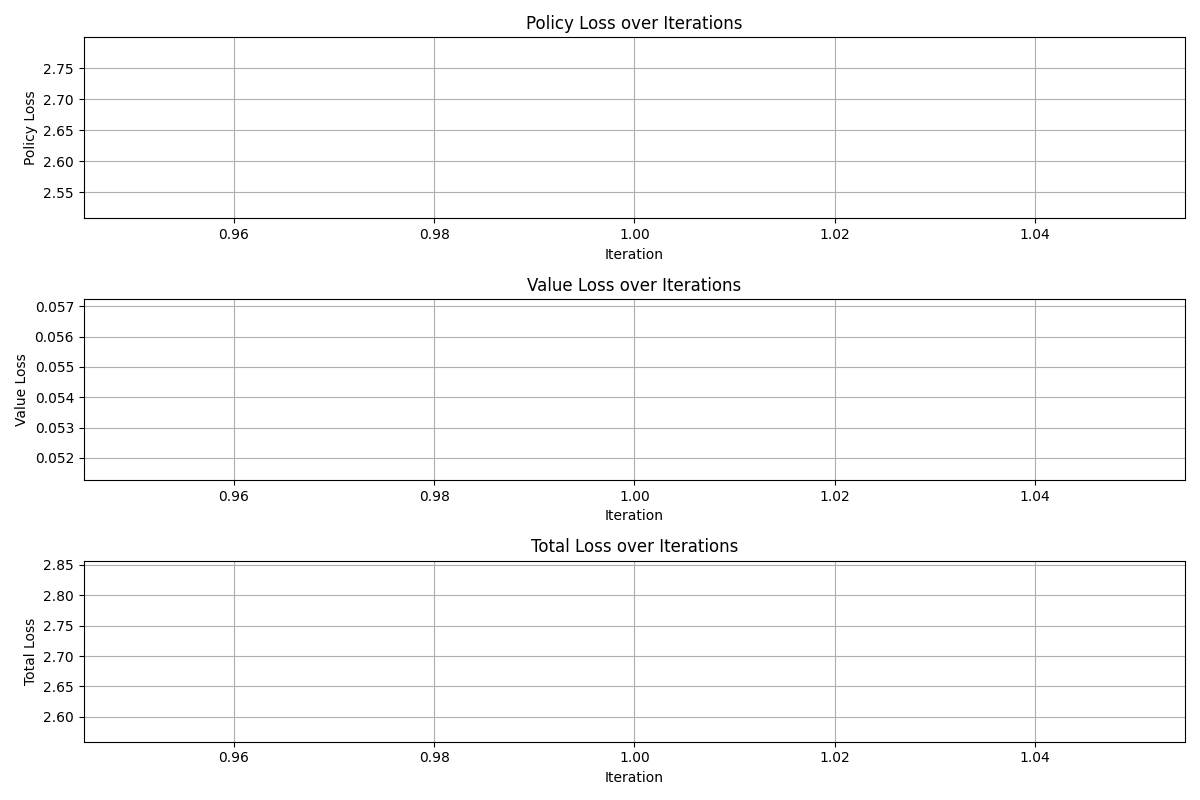 Policy Loss over Iterations
Policy Loss
2.75
2.70
2.65
2.60
2.55
0.96 0.98 1.00 1.02 1.04
Iteration
Value Loss over Iterations
Value Loss
0.057
0.056
0.055
0.054
0.053
0.052
0.96 0.98 1.00 1.02 1.04
Iteration
Total Loss over Iterations
Total Loss
2.85
2.80
2.75
2.70
2.65
2.60
0.96 0.98 1.00 1.02 1.04
Iteration